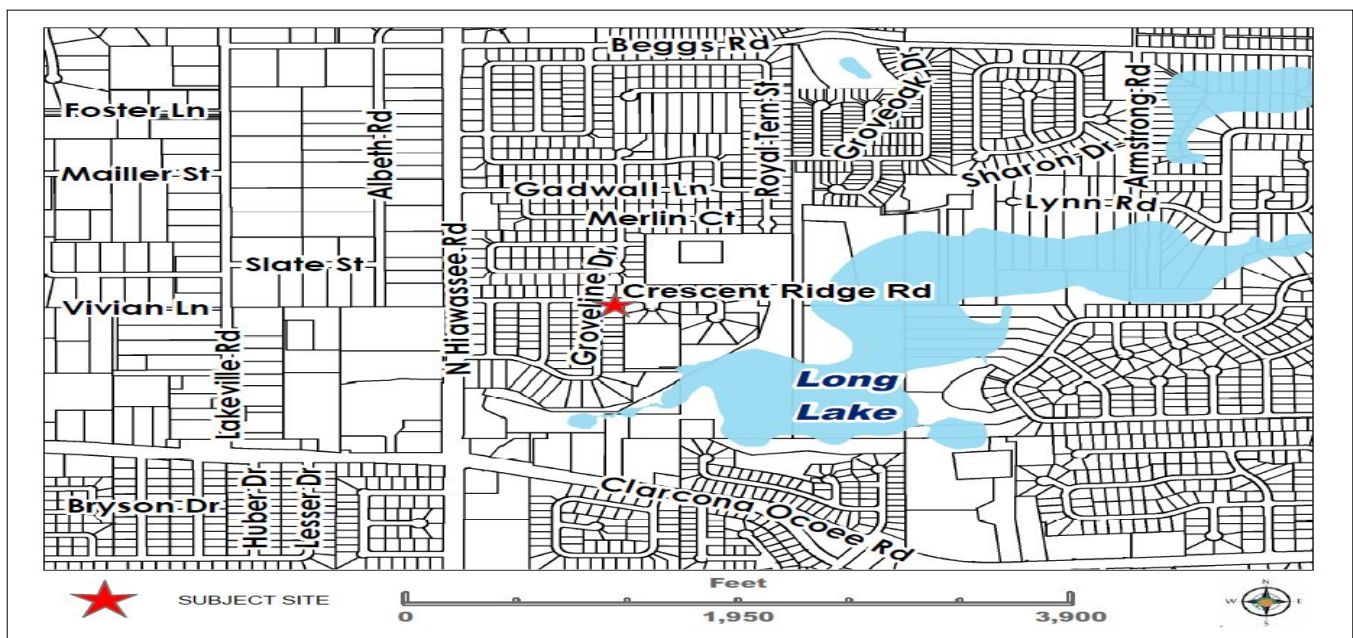 Beggs Rd
Foster Ln
Albeth Rd
Royal Tern St
Groveoak Dr
Armstrong Rd
Sharon Dr
Mailler St
Gadwall Ln
Lynn Rd
Merlin Ct
N Hiawassee Rd
Slate St
Groveline Dr
Crescent Ridge Rd
Vivian Ln
Lakeville Rd
Long
Lake
Clarcona Ocoee Rd
Bryson Dr
Huber Dr
Lesser Dr
SUBJECT SITE
Feet
0
1,950
3,900
N
W
E
S